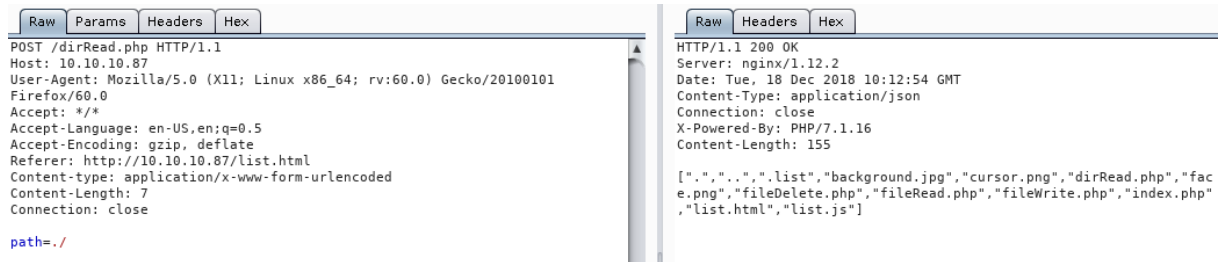 Raw Params Headers Hex
POST /dirRead.php HTTP/1.1
Host: 10.10.10.87
User-Agent: Mozilla/5.0 (X11; Linux x86_64; rv:60.0) Gecko/20100101
Firefox/60.0
Accept: */*
Accept-Language: en-US,en;q=0.5
Accept-Encoding: gzip, deflate
Referer: http://10.10.10.87/list.html
Content-type: application/x-www-form-urlencoded
Content-Length: 7
Connection: close
path=./
Raw Headers Hex
HTTP/1.1 200 OK
Server: nginx/1.12.2
Date: Tue, 18 Dec 2018 10:12:54 GMT
Content-Type: application/json
Connection: close
X-Powered-By: PHP/7.1.16
Content-Length: 155
[".","..",".list","background.jpg","cursor.png","dirRead.php","fac
e.png","fileDelete.php","fileRead.php","fileWrite.php","index.php"
,"list.html","list.js"]